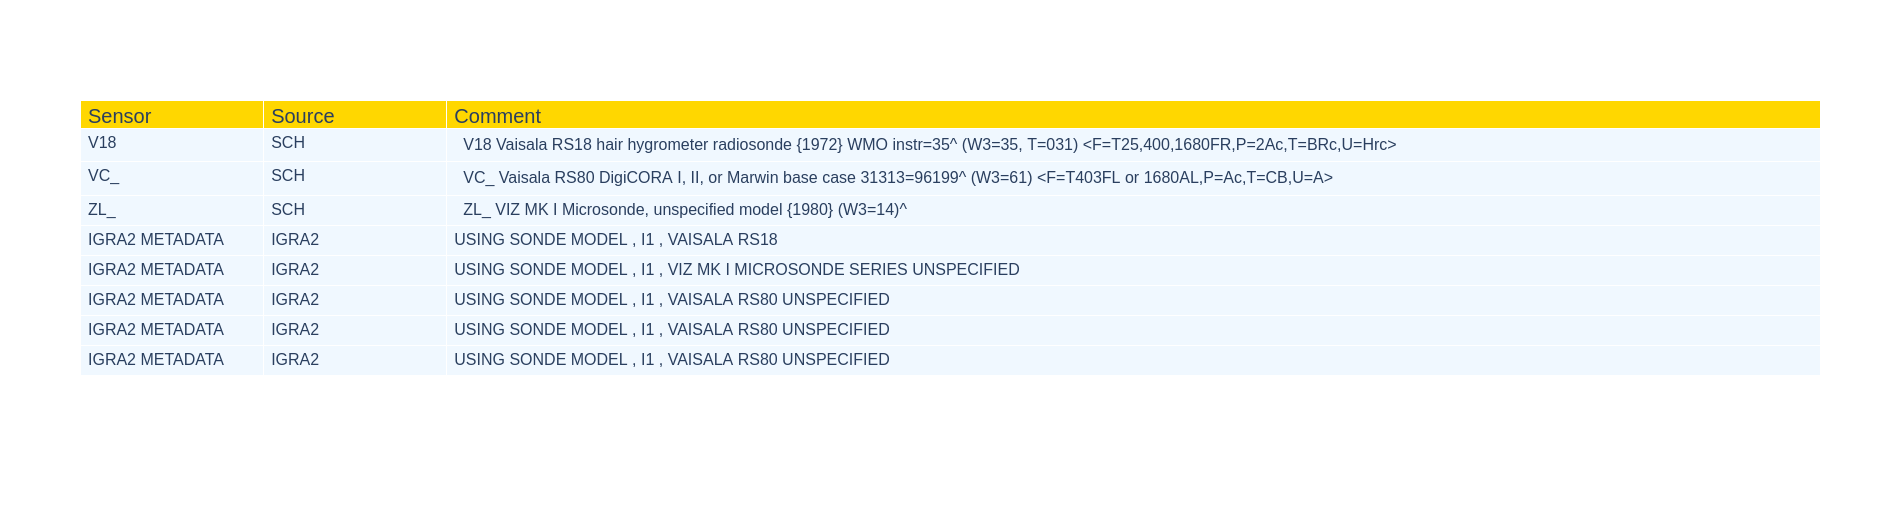 Sensor Source Comment
V18 SCH V18 Vaisala RS18 hair hygrometer radiosonde {1972} WMO instr=35^ (W3=35, T=031) <F=T25,400,1680FR,P=2Ac,T=BRc,U=Hrc>
VC_ SCH VC_ Vaisala RS80 DigiCORA I, II, or Marwin base case 31313=96199^ (W3=61) <F=T403FL or 1680AL,P=Ac,T=CB,U=A>
ZL_ SCH ZL_ VIZ MK I Microsonde, unspecified model {1980} (W3=14)^
IGRA2 METADATA IGRA2 USING SONDE MODEL , I1 , VAISALA RS18
IGRA2 METADATA IGRA2 USING SONDE MODEL , I1 , VIZ MK I MICROSONDE SERIES UNSPECIFIED
IGRA2 METADATA IGRA2 USING SONDE MODEL , I1 , VAISALA RS80 UNSPECIFIED
IGRA2 METADATA IGRA2 USING SONDE MODEL , I1 , VAISALA RS80 UNSPECIFIED
IGRA2 METADATA IGRA2 USING SONDE MODEL , I1 , VAISALA RS80 UNSPECIFIED